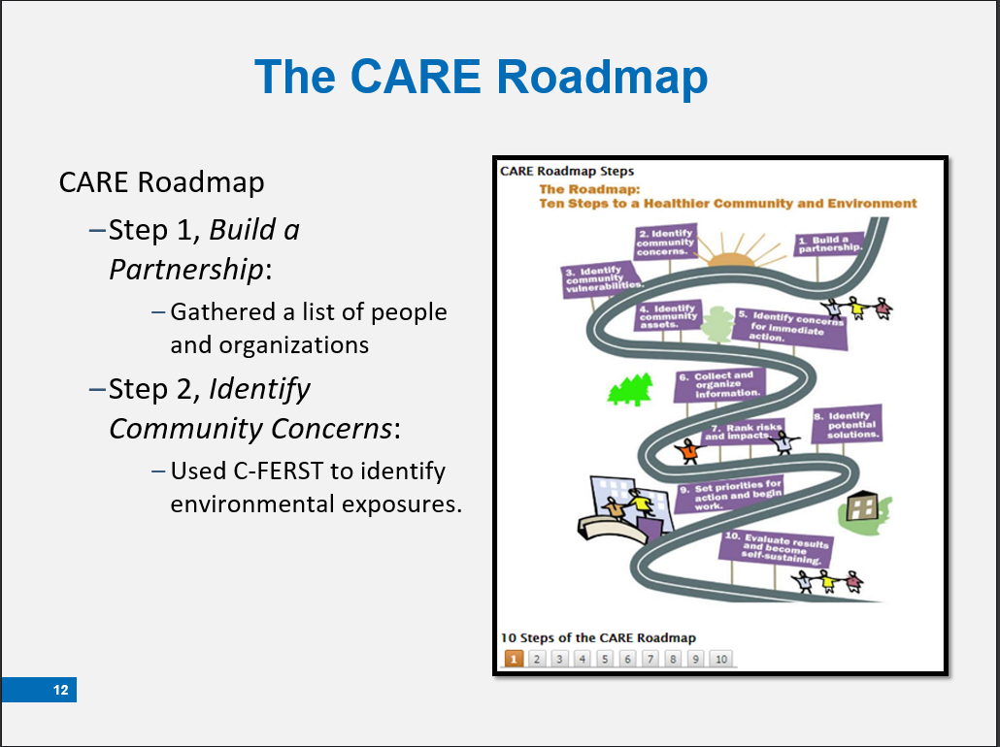 The CARE Roadmap
CARE Roadmap
–Step 1, Build a
Partnership:
– Gathered a list of people
and organizations
–Step 2, Identify
Community Concerns:
– Used C-FERST to identify
environmental exposures.
CARE Roadmap Steps
The Roadmap:
Ten Steps to a Healthier Community and Environment
1. Build a
partnership.
2. Identify
community
concerns.
3. Identify
community
vulnerabilities.
4. Identify
community
assets.
5. Identify concerns
for immediate
action.
6. Collect and
organize
information.
7. Rank risks
and impacts.
8. Identify
potential
solutions.
9. Set priorities for
action and begin
work.
10. Evaluate results
and become
self-sustaining.
10 Steps of the CARE Roadmap
1 2 3 4 5 6 7 8 9 10
12